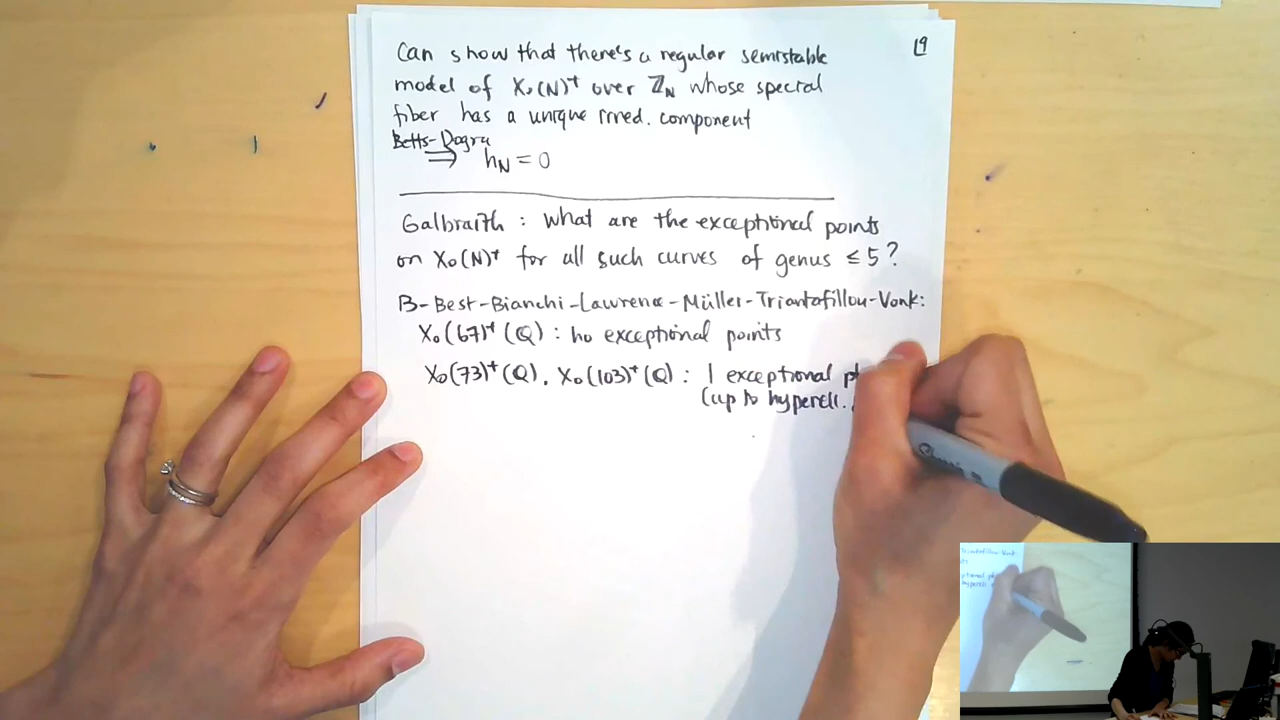 19
Can show that there's a regular semistable
model of X₀(N)⁺ over ℤ_N whose special
fiber has a unique irred. component
Betts-Dogra
⇒ h_N = 0
Galbraith : What are the exceptional points
on X₀(N)⁺ for all such curves of genus ≤ 5?
B-Best-Bianchi-Lawrence-Müller-Triantafillou-Vonk:
X₀(67)⁺(ℚ) : no exceptional points
X₀(73)⁺(ℚ), X₀(103)⁺(ℚ) : 1 exceptional pt
(up to hyperell.